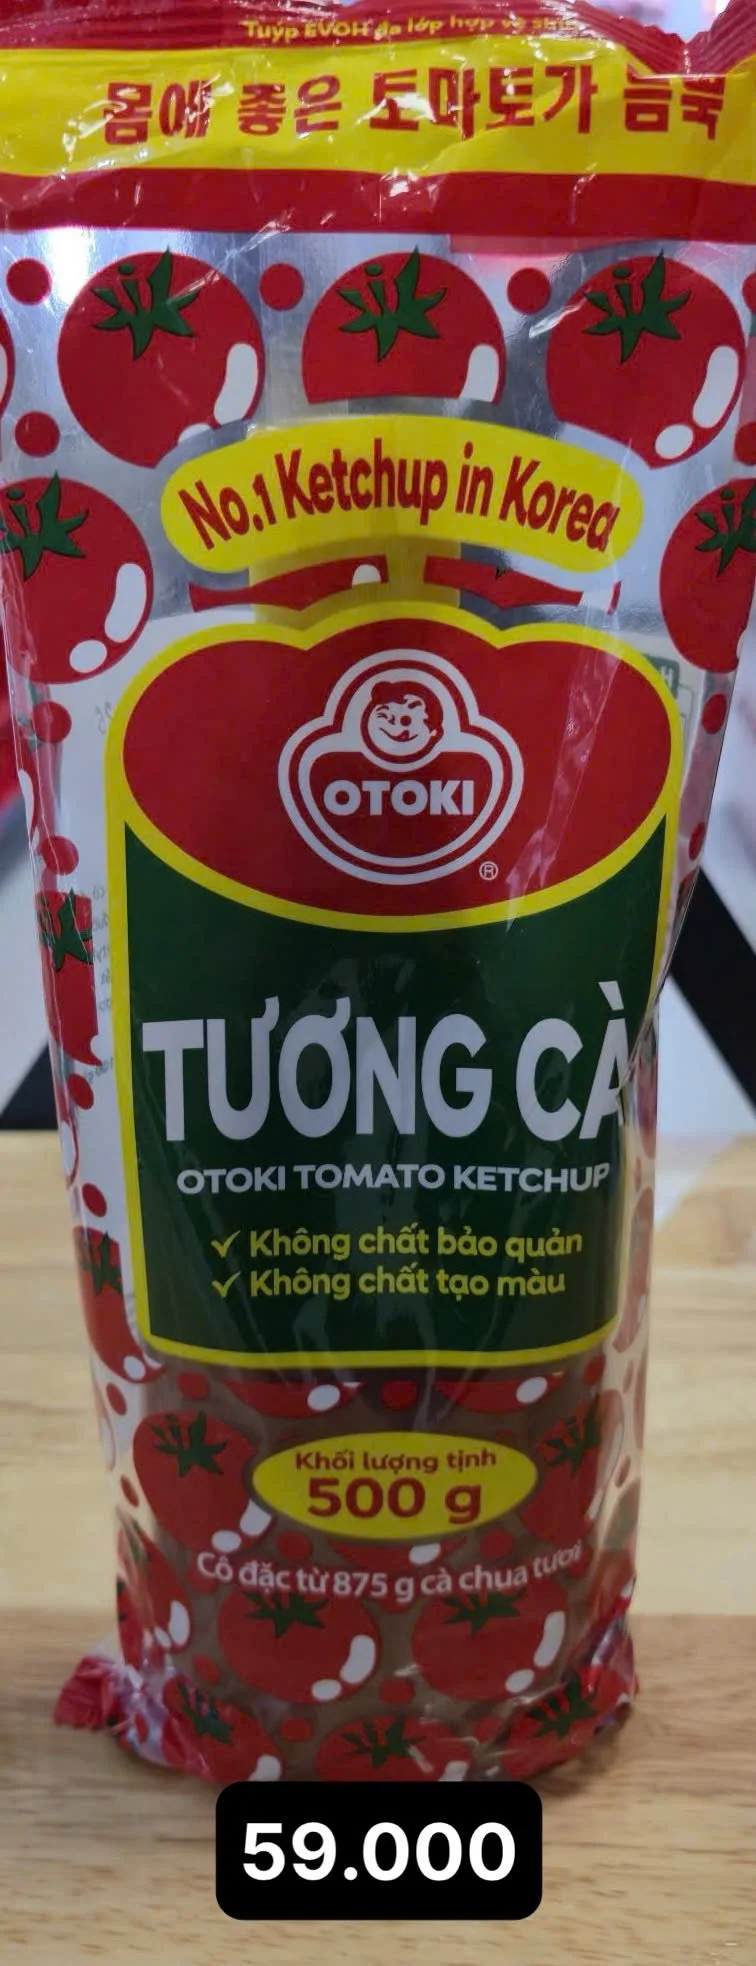 Tuýp EVOH đa lớp hợp vệ sinh
몸에 좋은 토마토가 듬뿍
No.1 Ketchup in Korea
OTOKI
®
TƯƠNG CÀ
OTOKI TOMATO KETCHUP
✓ Không chất bảo quản
✓ Không chất tạo màu
Khối lượng tịnh
500 g
Cô đặc từ 875 g cà chua tươi
59.000